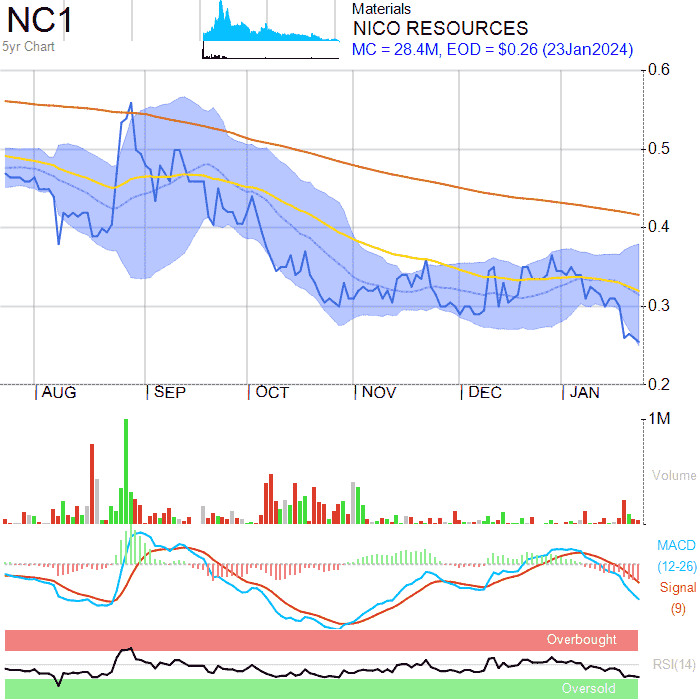 NC1
5yr Chart
Materials
NICO RESOURCES
MC = 28.4M, EOD = $0.26 (23Jan2024)
0.6
0.5
0.4
0.3
0.2
AUG SEP OCT NOV DEC JAN
1M
Volume
MACD
(12-26)
Signal
(9)
Overbought
RSI(14)
Oversold